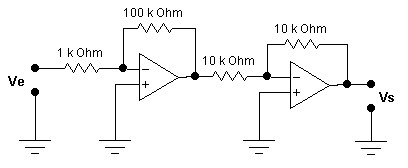 100 k Ohm
10 k Ohm
1 k Ohm
10 k Ohm
Ve
Vs
− +
− +